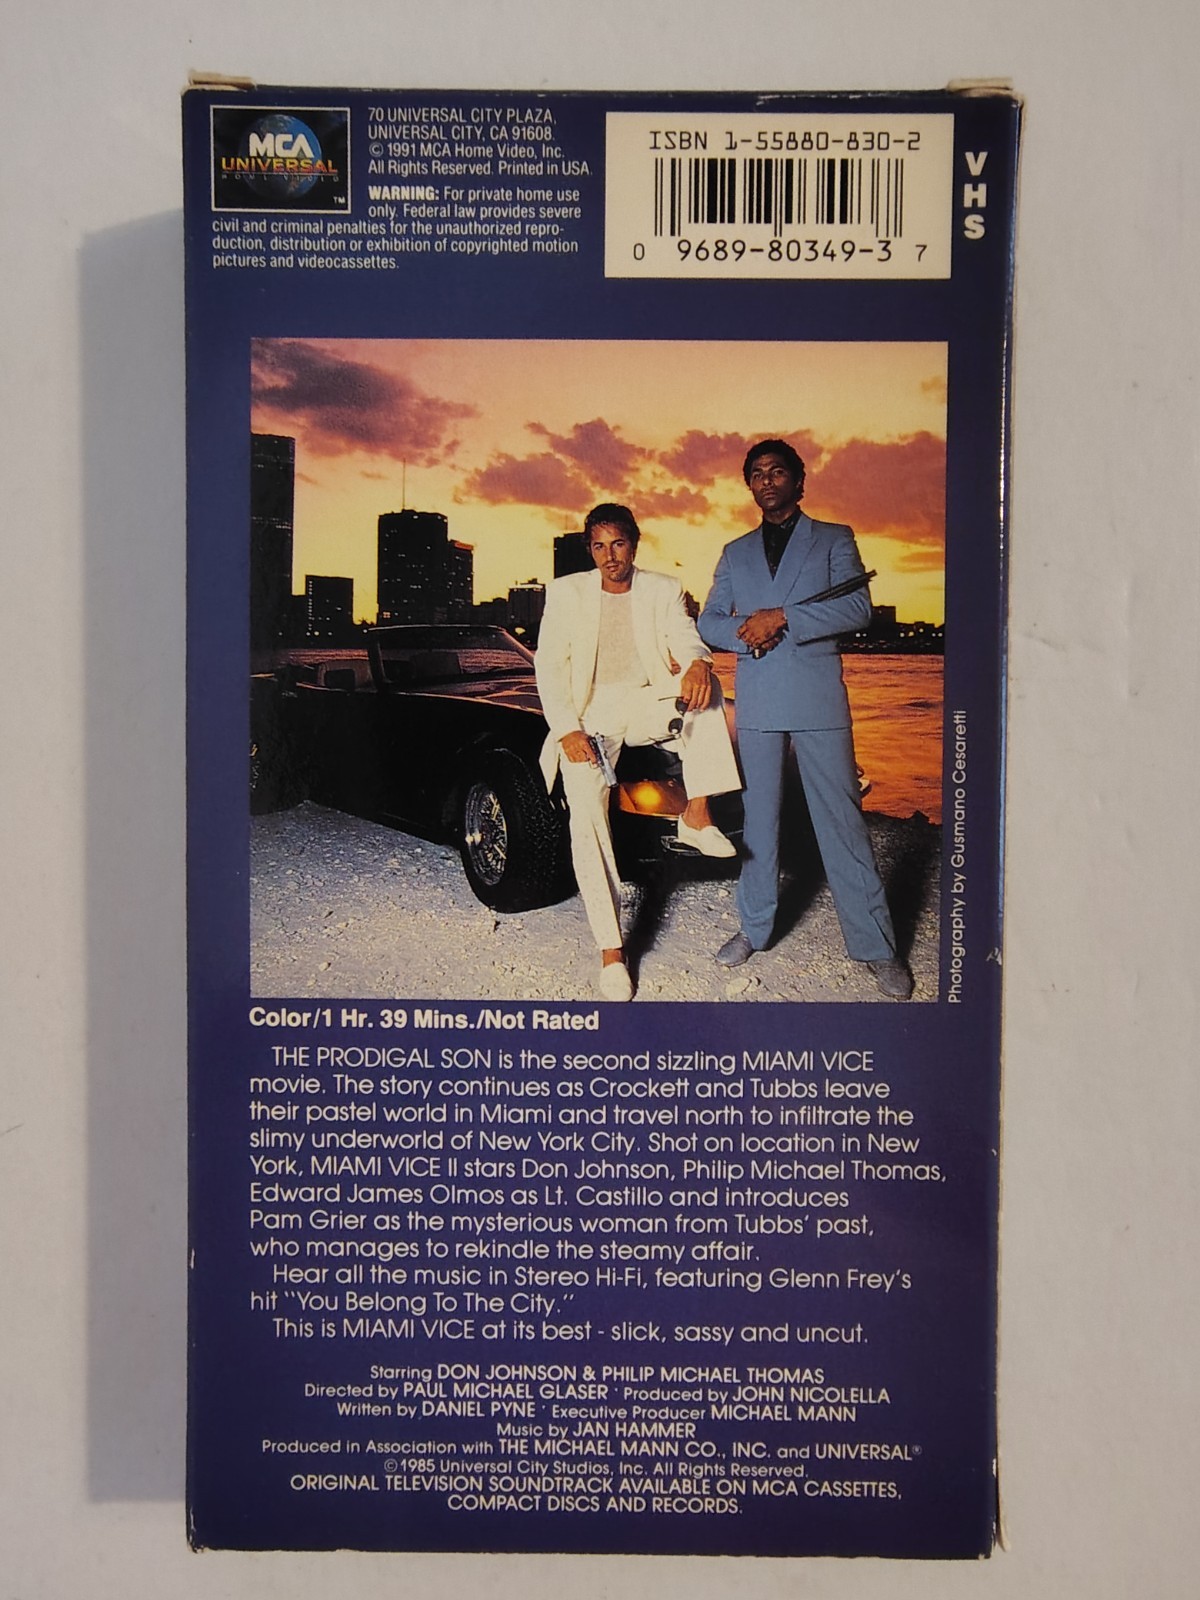 MCA
UNIVERSAL
HOME VIDEO
TM
70 UNIVERSAL CITY PLAZA,
UNIVERSAL CITY, CA 91608.
© 1991 MCA Home Video, Inc.
All Rights Reserved. Printed in USA.
WARNING: For private home use
only. Federal law provides severe
civil and criminal penalties for the unauthorized repro-
duction, distribution or exhibition of copyrighted motion
pictures and videocassettes.
ISBN 1-55880-830-2
0 9689-80349-3 7
VHS
Photography by Gusmano Cesaretti
Color/1 Hr. 39 Mins./Not Rated
THE PRODIGAL SON is the second sizzling MIAMI VICE
movie. The story continues as Crockett and Tubbs leave
their pastel world in Miami and travel north to infiltrate the
slimy underworld of New York City. Shot on location in New
York, MIAMI VICE II stars Don Johnson, Philip Michael Thomas,
Edward James Olmos as Lt. Castillo and introduces
Pam Grier as the mysterious woman from Tubbs' past,
who manages to rekindle the steamy affair.
Hear all the music in Stereo Hi-Fi, featuring Glenn Frey's
hit "You Belong To The City."
This is MIAMI VICE at its best - slick, sassy and uncut.
Starring DON JOHNSON & PHILIP MICHAEL THOMAS
Directed by PAUL MICHAEL GLASER · Produced by JOHN NICOLELLA
Written by DANIEL PYNE · Executive Producer MICHAEL MANN
Music by JAN HAMMER
Produced in Association with THE MICHAEL MANN CO., INC. and UNIVERSAL®
©1985 Universal City Studios, Inc. All Rights Reserved.
ORIGINAL TELEVISION SOUNDTRACK AVAILABLE ON MCA CASSETTES,
COMPACT DISCS AND RECORDS.